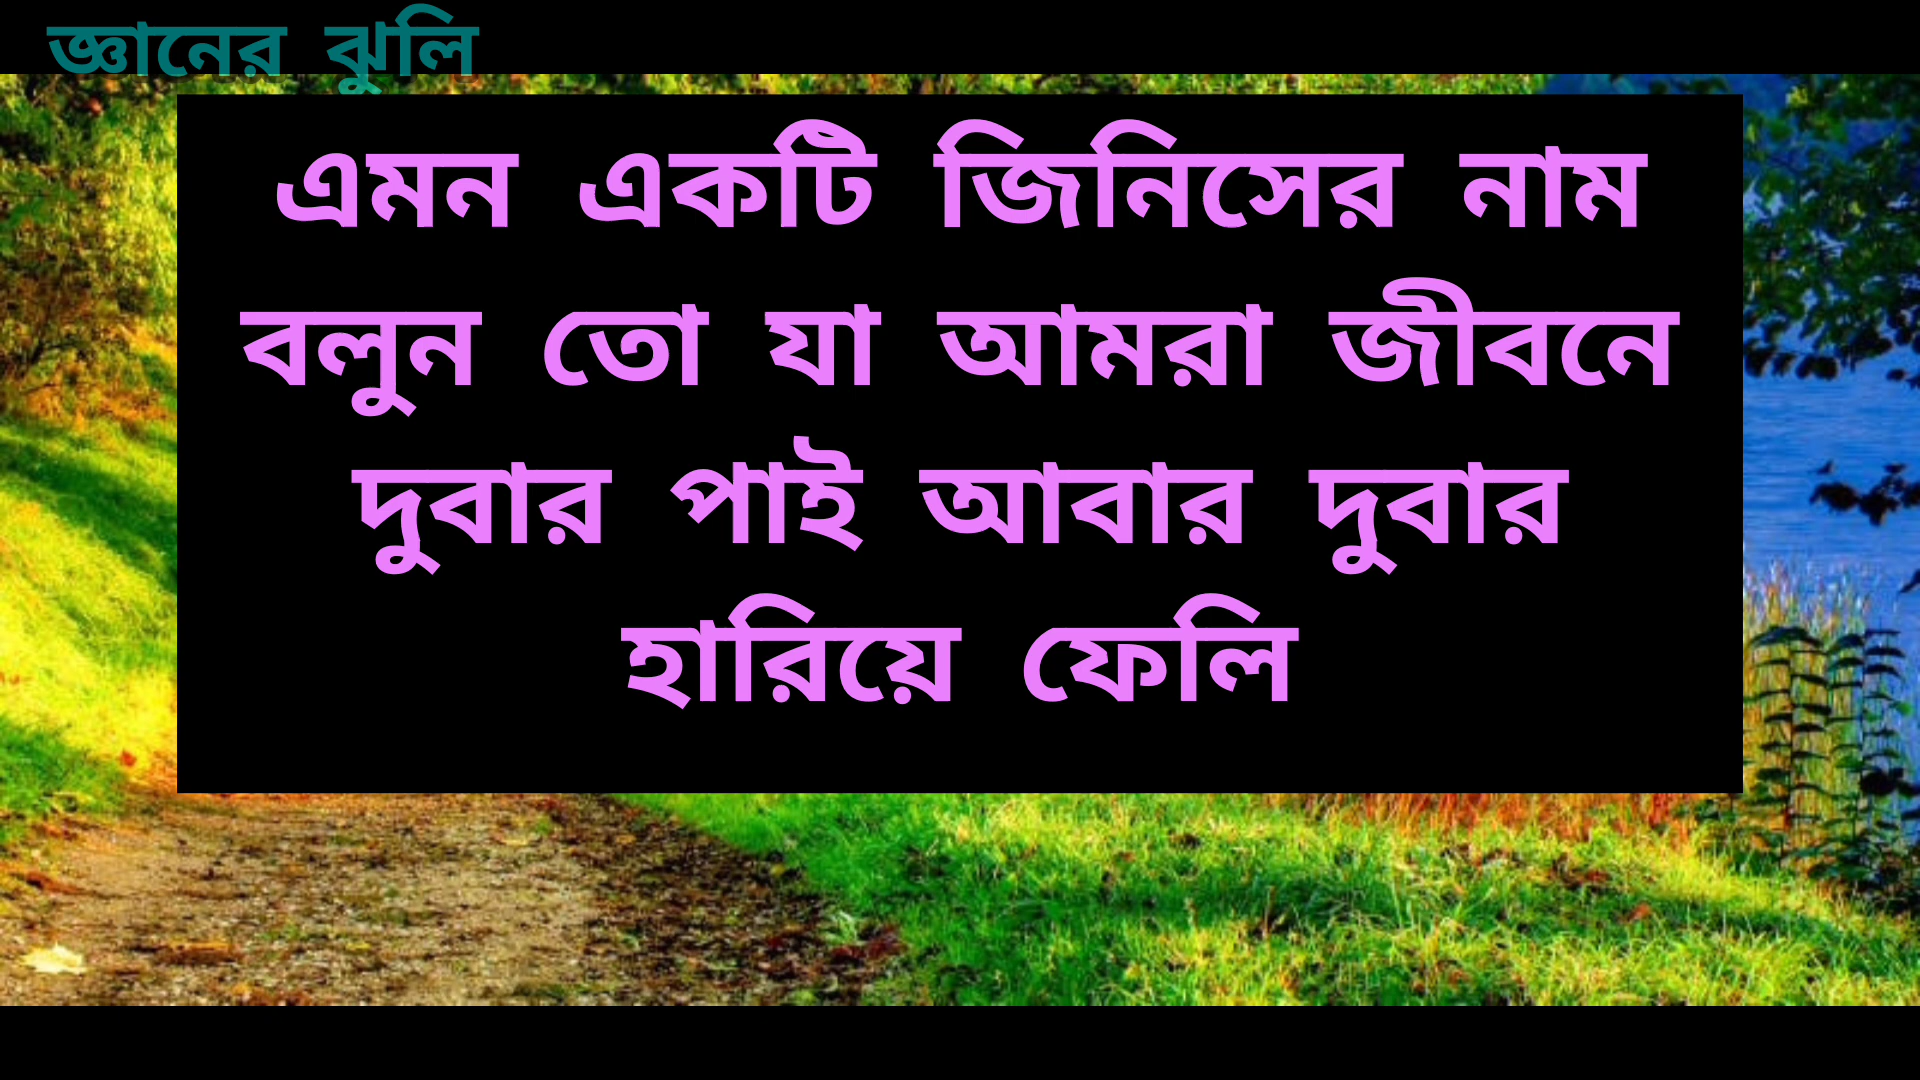 জ্ঞানের ঝুলি
এমন একটি জিনিসের নাম
বলুন তো যা আমরা জীবনে
দুবার পাই আবার দুবার
হারিয়ে ফেলি